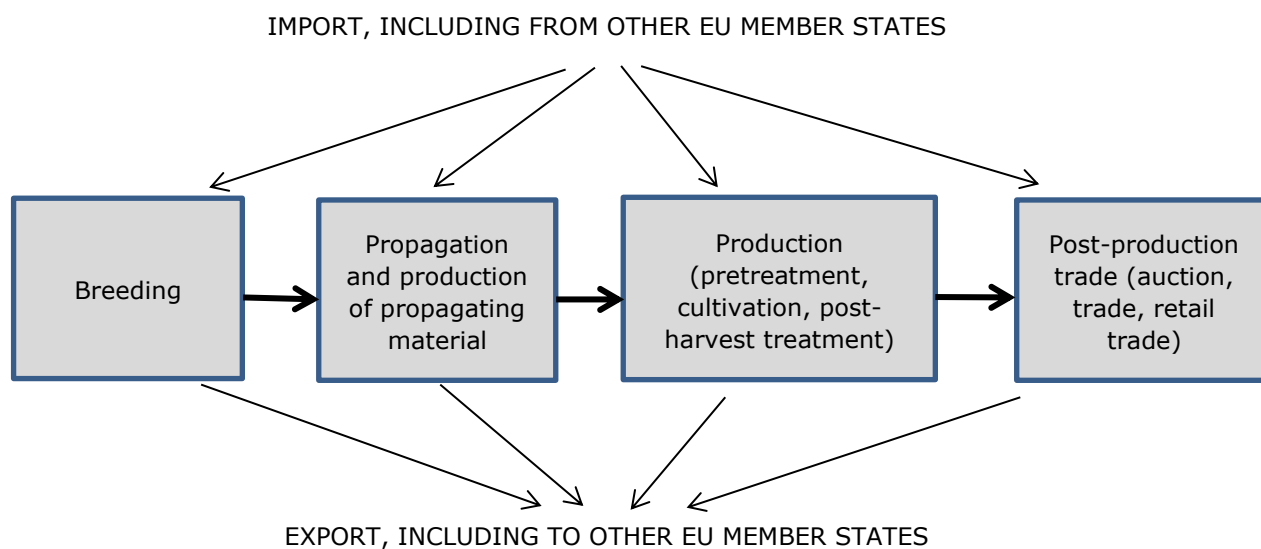 IMPORT, INCLUDING FROM OTHER EU MEMBER STATES
Breeding
Propagation
and production
of propagating
material
Production
(pretreatment,
cultivation, post-
harvest treatment)
Post-production
trade (auction,
trade, retail
trade)
EXPORT, INCLUDING TO OTHER EU MEMBER STATES